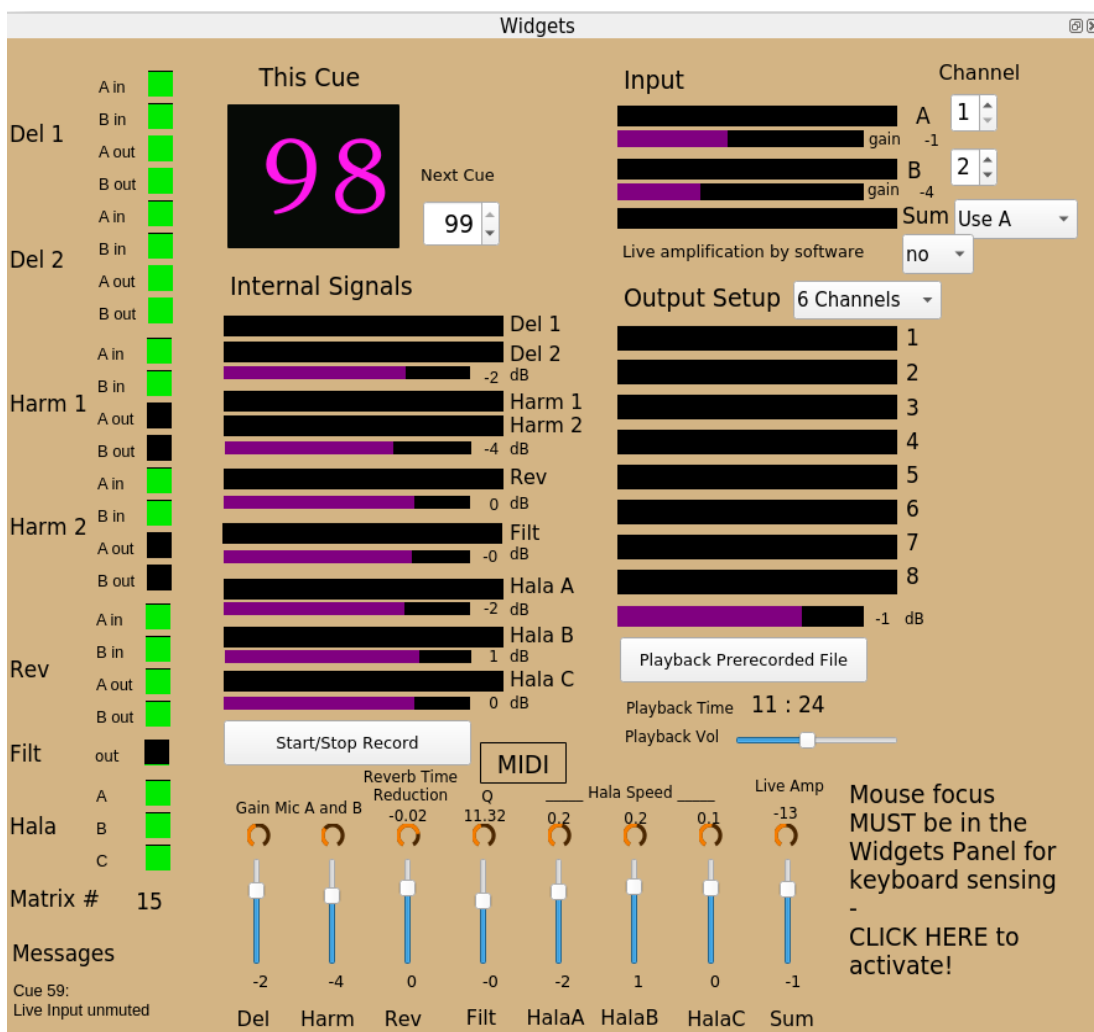 Widgets
This Cue
98
Next Cue
99
Input
Channel
A 1
gain -1
B 2
gain -4
Sum Use A
Live amplification by software no
Output Setup 6 Channels
1
2
3
4
5
6
7
8
-1 dB
Playback Prerecorded File
Playback Time 11 : 24
Playback Vol
Del 1
A in
B in
A out
B out
Del 2
A in
B in
A out
B out
Harm 1
A in
B in
A out
B out
Harm 2
A in
B in
A out
B out
Rev
A in
B in
A out
B out
Filt out
Hala
A
B
C
Matrix # 15
Messages
Cue 59:
Live Input unmuted
Internal Signals
Del 1
Del 2
-2 dB
Harm 1
Harm 2
-4 dB
Rev
0 dB
Filt
-0 dB
Hala A
-2 dB
Hala B
1 dB
Hala C
0 dB
Start/Stop Record
MIDI
Gain Mic A and B
Reverb Time
Reduction
-0.02
Q
11.32
____ Hala Speed ____
0.2 0.2 0.1
Live Amp
-13
-2 -4 0 -0 -2 1 0 -1
Del Harm Rev Filt HalaA HalaB HalaC Sum
Mouse focus
MUST be in the
Widgets Panel for
keyboard sensing
-
CLICK HERE to
activate!